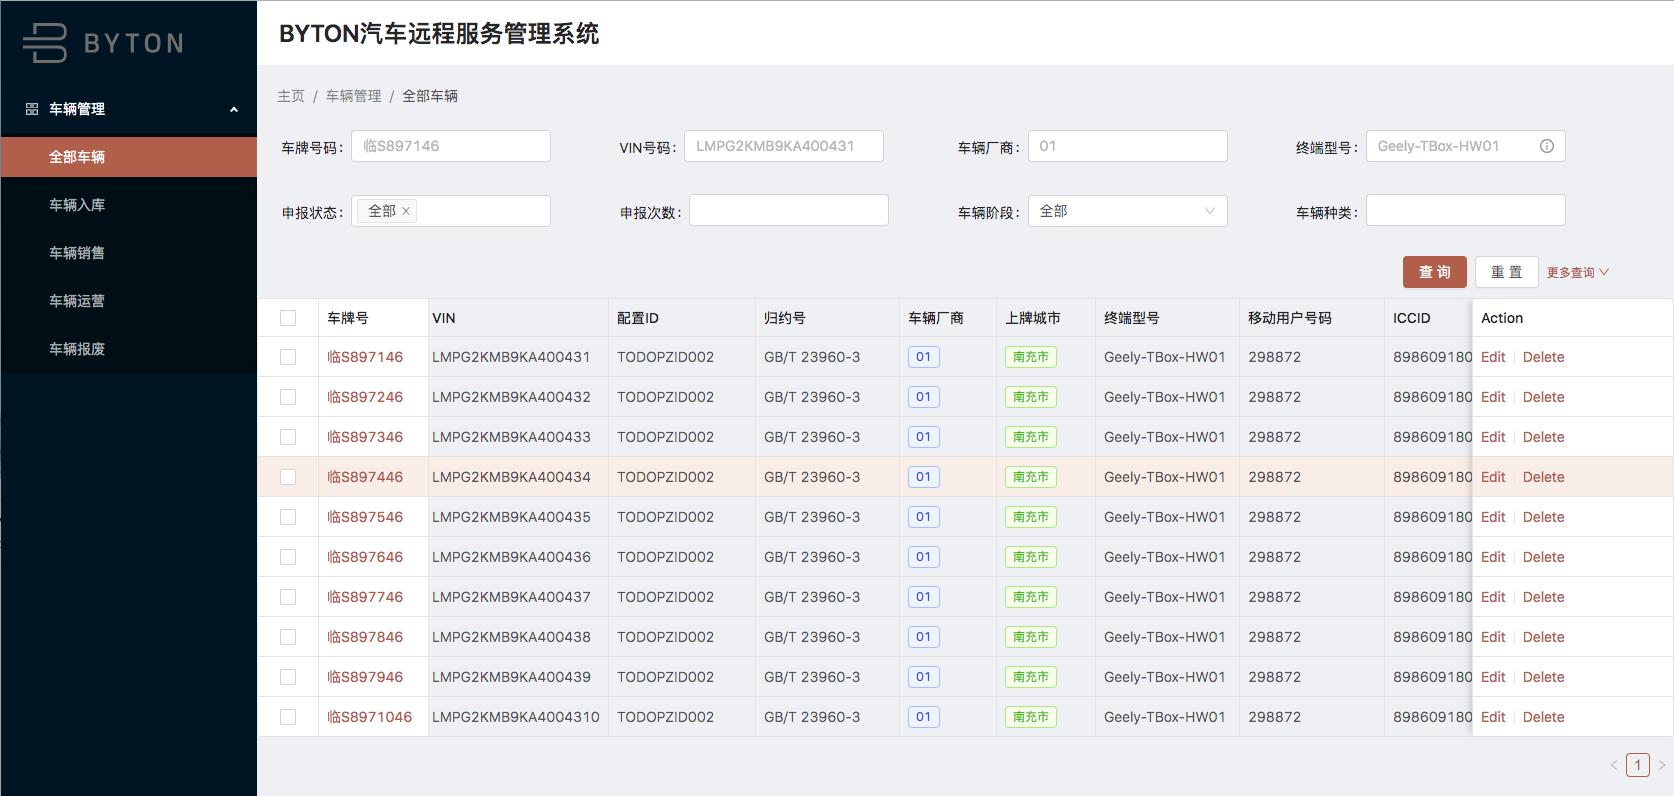 BYTON
BYTON汽车远程服务管理系统
车辆管理
全部车辆
车辆入库
车辆销售
车辆运营
车辆报废
主页 / 车辆管理 / 全部车辆
车牌号码： 临S897146 VIN号码： LMPG2KMB9KA400431 车辆厂商： 01 终端型号： Geely-TBox-HW01
申报状态： 全部 × 申报次数： 车辆阶段： 全部 车辆种类：
查 询 重 置 更多查询
车牌号 VIN 配置ID 归约号 车辆厂商 上牌城市 终端型号 移动用户号码 ICCID Action
临S897146 LMPG2KMB9KA400431 TODOPZID002 GB/T 23960-3 01 南充市 Geely-TBox-HW01 298872 898609180 Edit Delete
临S897246 LMPG2KMB9KA400432 TODOPZID002 GB/T 23960-3 01 南充市 Geely-TBox-HW01 298872 898609180 Edit Delete
临S897346 LMPG2KMB9KA400433 TODOPZID002 GB/T 23960-3 01 南充市 Geely-TBox-HW01 298872 898609180 Edit Delete
临S897446 LMPG2KMB9KA400434 TODOPZID002 GB/T 23960-3 01 南充市 Geely-TBox-HW01 298872 898609180 Edit Delete
临S897546 LMPG2KMB9KA400435 TODOPZID002 GB/T 23960-3 01 南充市 Geely-TBox-HW01 298872 898609180 Edit Delete
临S897646 LMPG2KMB9KA400436 TODOPZID002 GB/T 23960-3 01 南充市 Geely-TBox-HW01 298872 898609180 Edit Delete
临S897746 LMPG2KMB9KA400437 TODOPZID002 GB/T 23960-3 01 南充市 Geely-TBox-HW01 298872 898609180 Edit Delete
临S897846 LMPG2KMB9KA400438 TODOPZID002 GB/T 23960-3 01 南充市 Geely-TBox-HW01 298872 898609180 Edit Delete
临S897946 LMPG2KMB9KA400439 TODOPZID002 GB/T 23960-3 01 南充市 Geely-TBox-HW01 298872 898609180 Edit Delete
临S8971046 LMPG2KMB9KA4004310 TODOPZID002 GB/T 23960-3 01 南充市 Geely-TBox-HW01 298872 898609180 Edit Delete
< 1 >